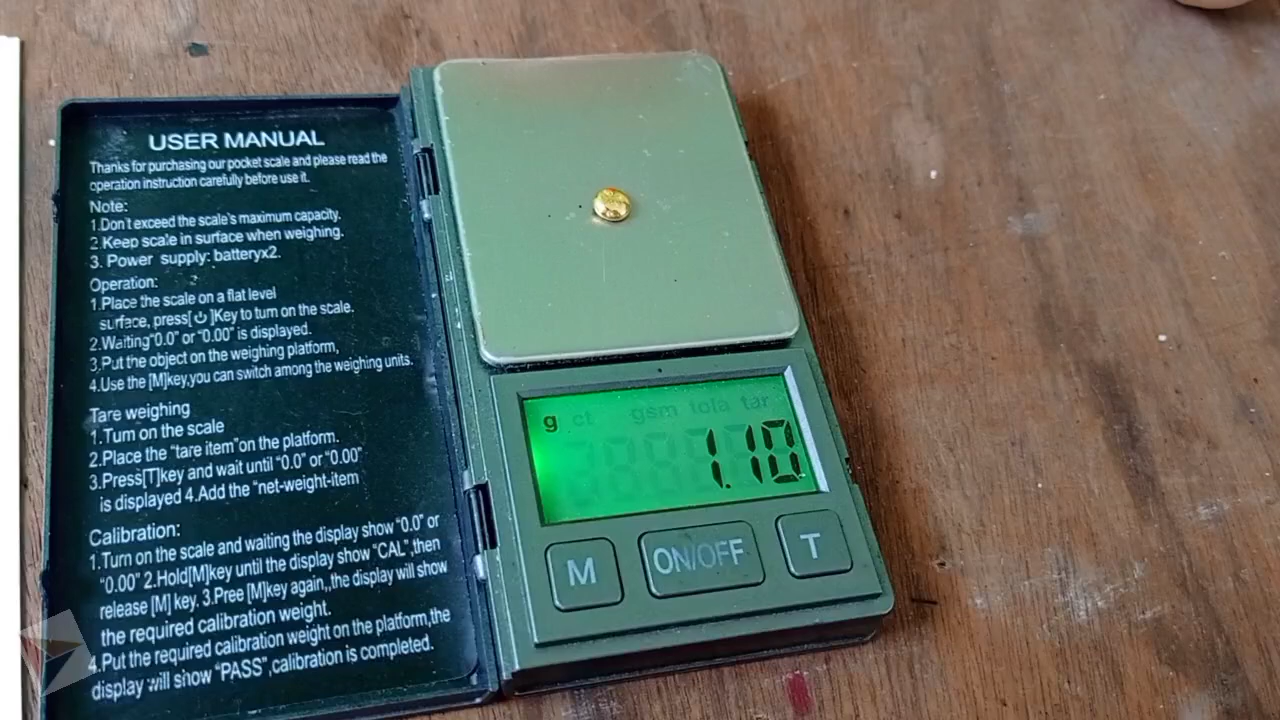 USER MANUAL
Thanks for purchasing our pocket scale and please read the
operation instruction carefully before use it.
Note:
1.Don't exceed the scale's maximum capacity.
2.Keep scale in surface when weighing.
3. Power supply: batteryx2.
Operation:
1.Place the scale on a flat level
surface, press[⏻]Key to turn on the scale.
2.Waiting"0.0" or "0.00" is displayed.
3.Put the object on the weighing platform,
4.Use the [M]key,you can switch among the weighing units.
Tare weighing
1.Turn on the scale
2.Place the "tare item"on the platform.
3.Press[T]key and wait until "0.0" or "0.00"
is displayed 4.Add the "net-weight-item
Calibration:
1.Turn on the scale and waiting the display show "0.0" or
"0.00" 2.Hold[M]key until the display show "CAL",then
release [M] key. 3.Pree [M]key again,,the display will show
the required calibration weight.
4.Put the required calibration weight on the platform,the
display will show "PASS",calibration is completed.
g ct gsm tola tar
1.10
M ON/OFF T